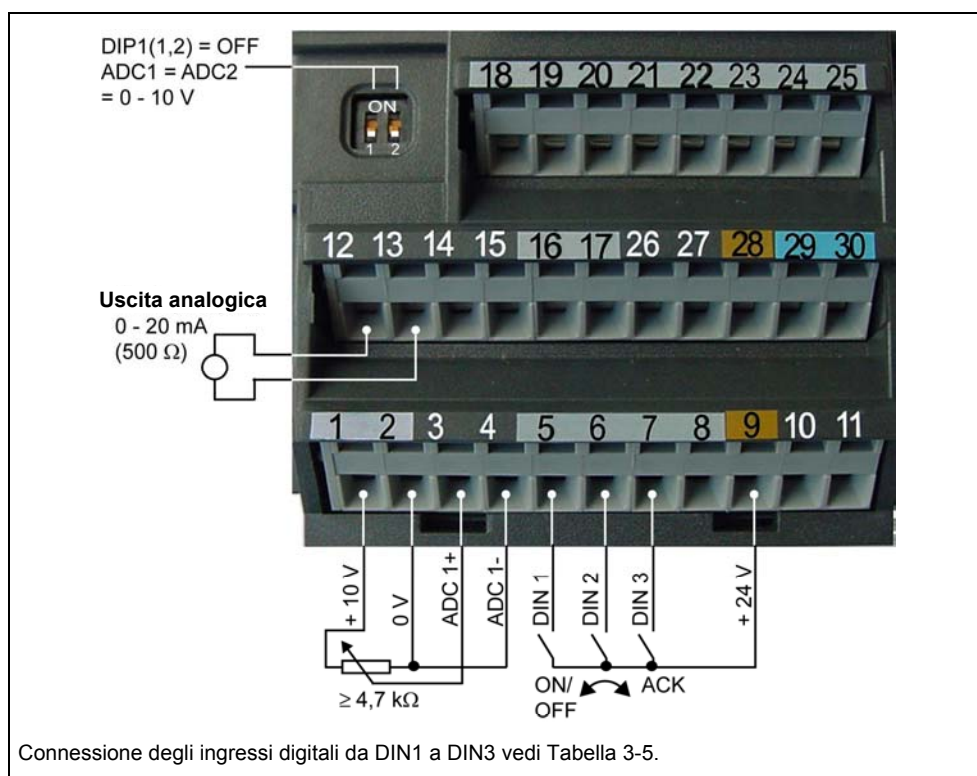 DIP1(1,2) = OFF
ADC1 = ADC2
= 0 - 10 V
ON
1 2
18 19 20 21 22 23 24 25
12 13 14 15 16 17 26 27 28 29 30
Uscita analogica
0 - 20 mA
(500 Ω)
1 2 3 4 5 6 7 8 9 10 11
+ 10 V
0 V
ADC 1+
ADC 1-
DIN 1
DIN 2
DIN 3
+ 24 V
≥ 4,7 kΩ
ON/
OFF
ACK
Connessione degli ingressi digitali da DIN1 a DIN3 vedi Tabella 3-5.